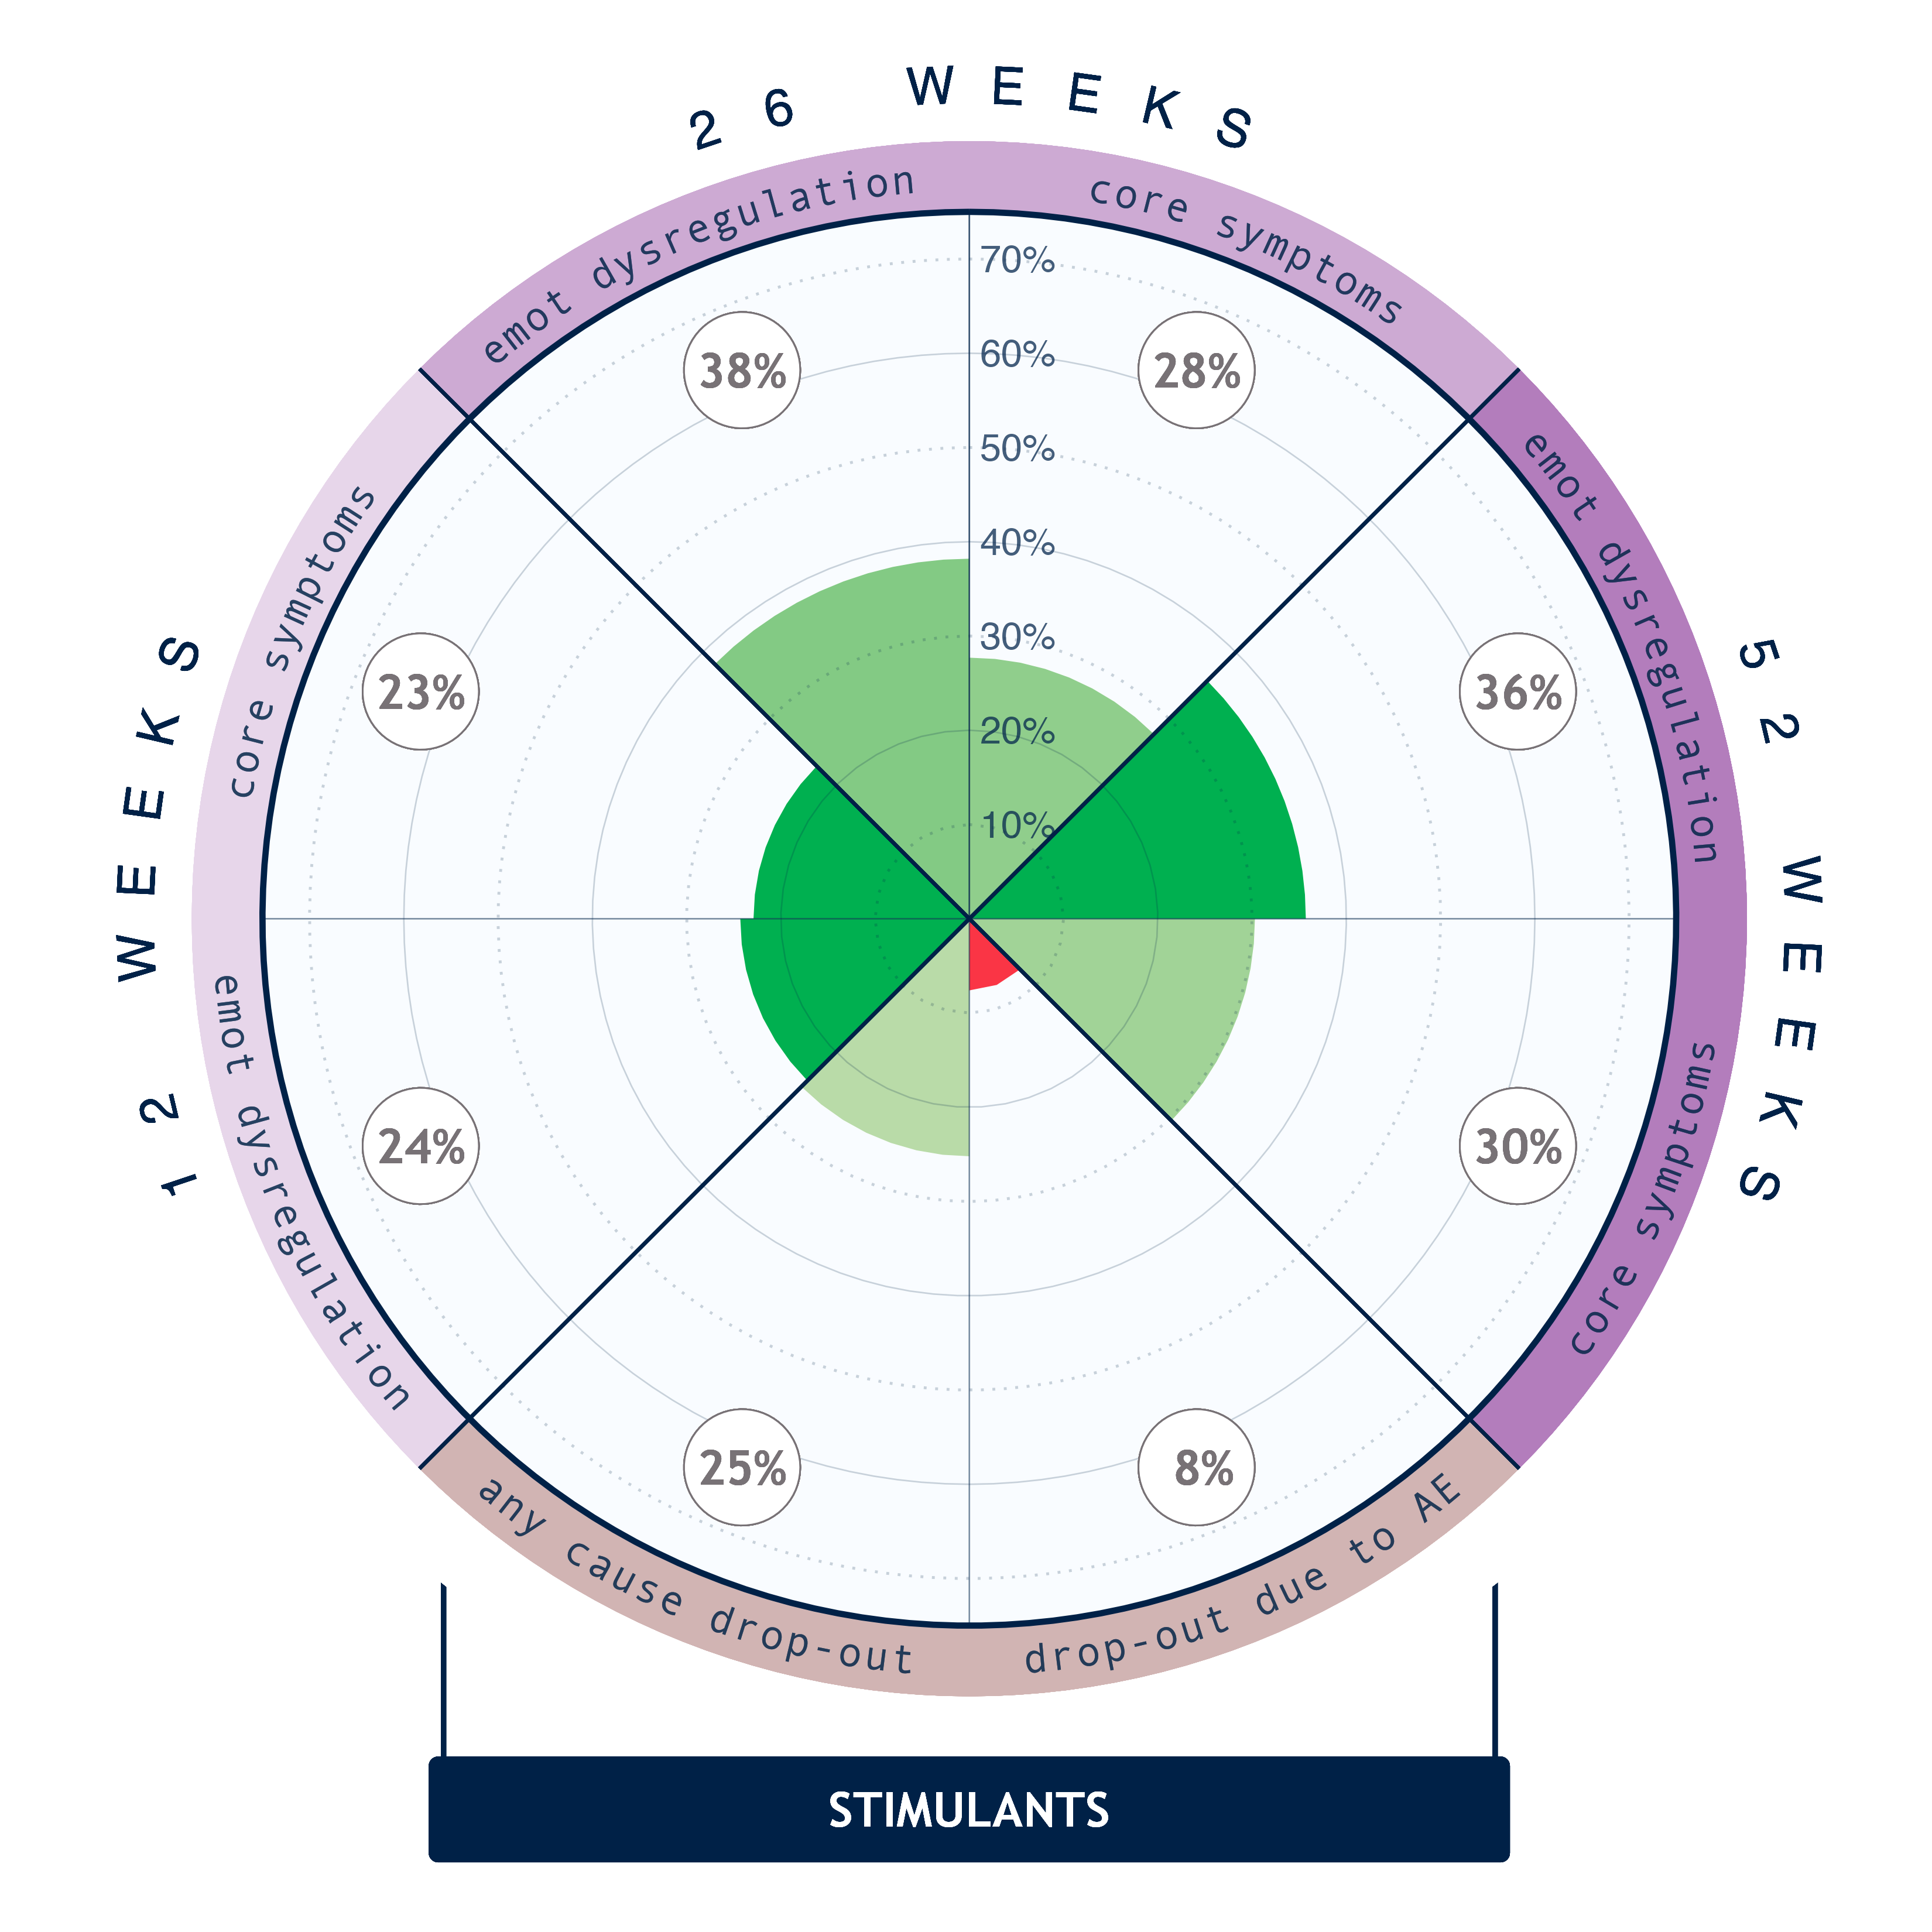 26 WEEKS
emot dysregulation
core symptoms
70%
60%
50%
40%
30%
20%
10%
38%
28%
52 WEEKS
emot dysregulation
36%
core symptoms
30%
12 WEEKS
core symptoms
23%
emot dysregulation
24%
25%
8%
any cause drop-out
drop-out due to AE
STIMULANTS